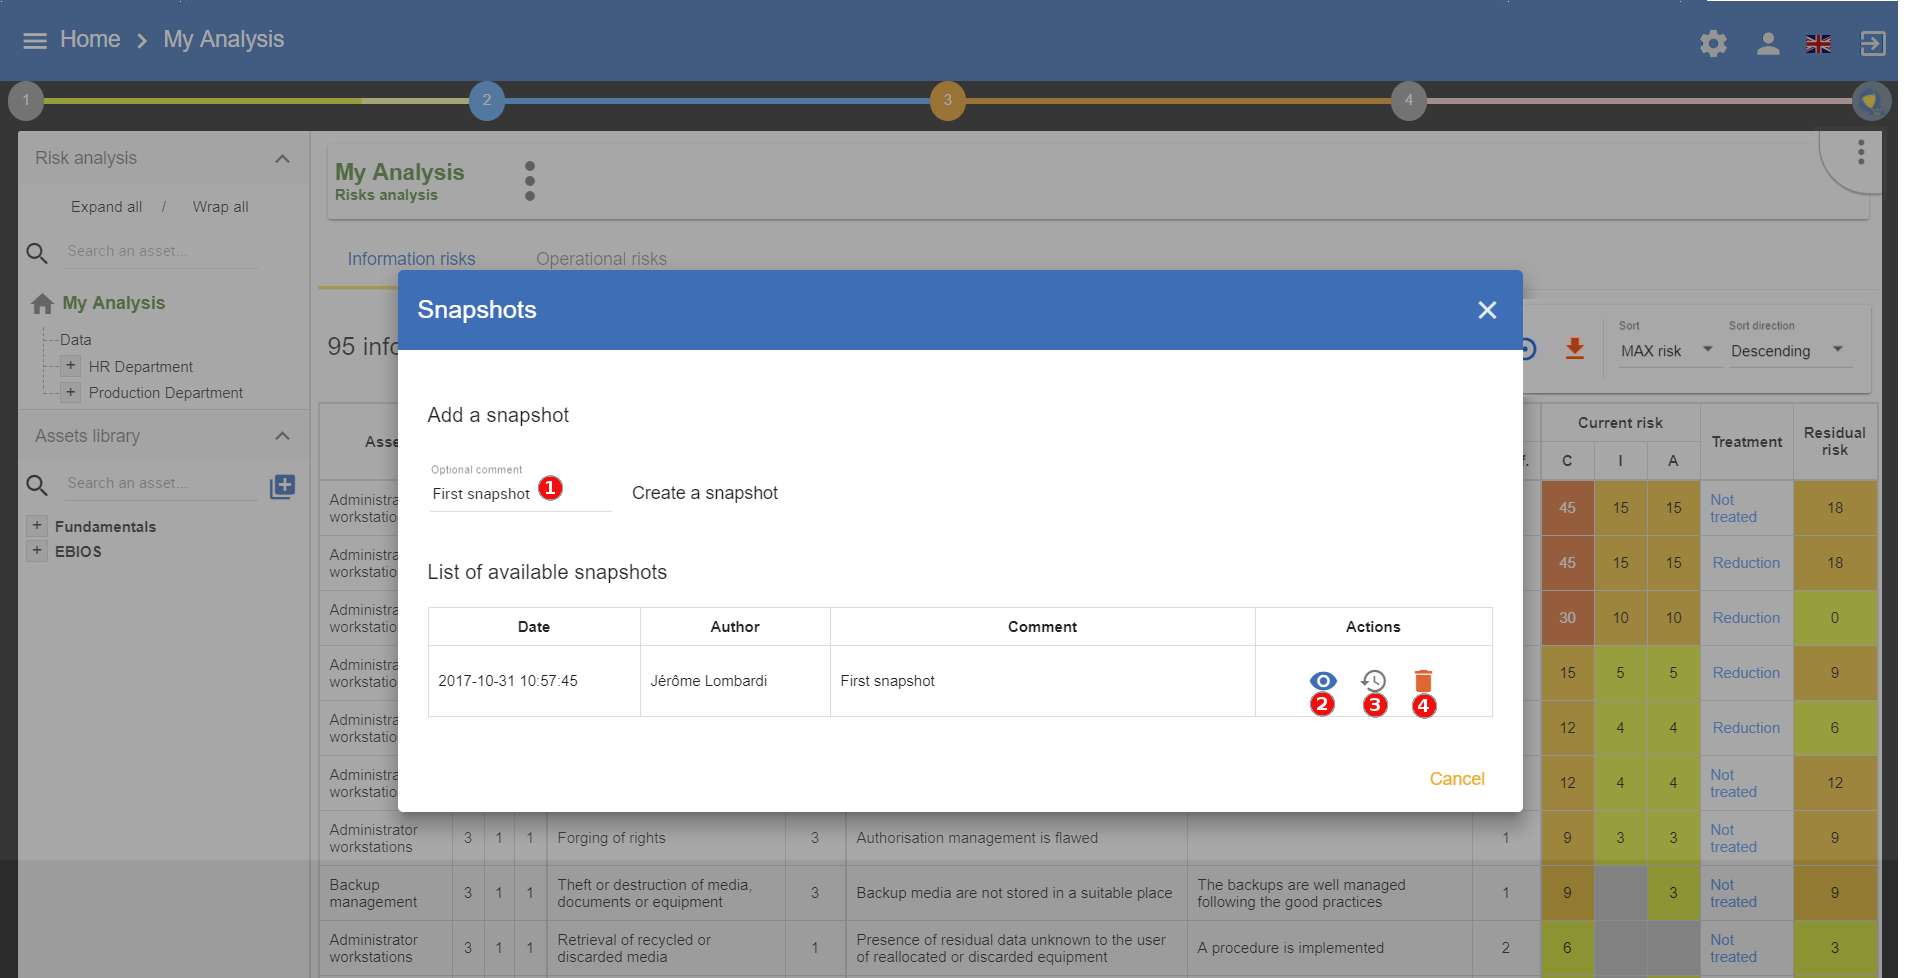 Home > My Analysis
1
2
3
4
Risk analysis
Expand all / Wrap all
Search an asset...
My Analysis
Data
+ HR Department
+ Production Department
Assets library
Search an asset...
+ Fundamentals
+ EBIOS
My Analysis
Risks analysis
Information risks
Operational risks
95 info
Sort
MAX risk
Sort direction
Descending
Snapshots
Add a snapshot
Optional comment
First snapshot
1
Create a snapshot
List of available snapshots
Date Author Comment Actions
2017-10-31 10:57:45 Jérôme Lombardi First snapshot
2 3 4
Cancel
Asse
Current risk
Treatment
Residual
risk
f. C I A
Administra
workstatio
45 15 15 Not
treated 18
Administra
workstatio
45 15 15 Reduction 18
Administra
workstatio
30 10 10 Reduction 0
Administra
workstatio
15 5 5 Reduction 9
Administra
workstatio
12 4 4 Reduction 6
Administra
workstatio
12 4 4 Not
treated 12
Administrator
workstations 3 1 1 Forging of rights 3 Authorisation management is flawed 1 9 3 3 Not
treated 9
Backup
management 3 1 1 Theft or destruction of media,
documents or equipment 3 Backup media are not stored in a suitable place The backups are well managed
following the good practices 1 9 3 Not
treated 9
Administrator
workstations 3 1 1 Retrieval of recycled or
discarded media 1 Presence of residual data unknown to the user
of reallocated or discarded equipment A procedure is implemented 2 6 Not
treated 3